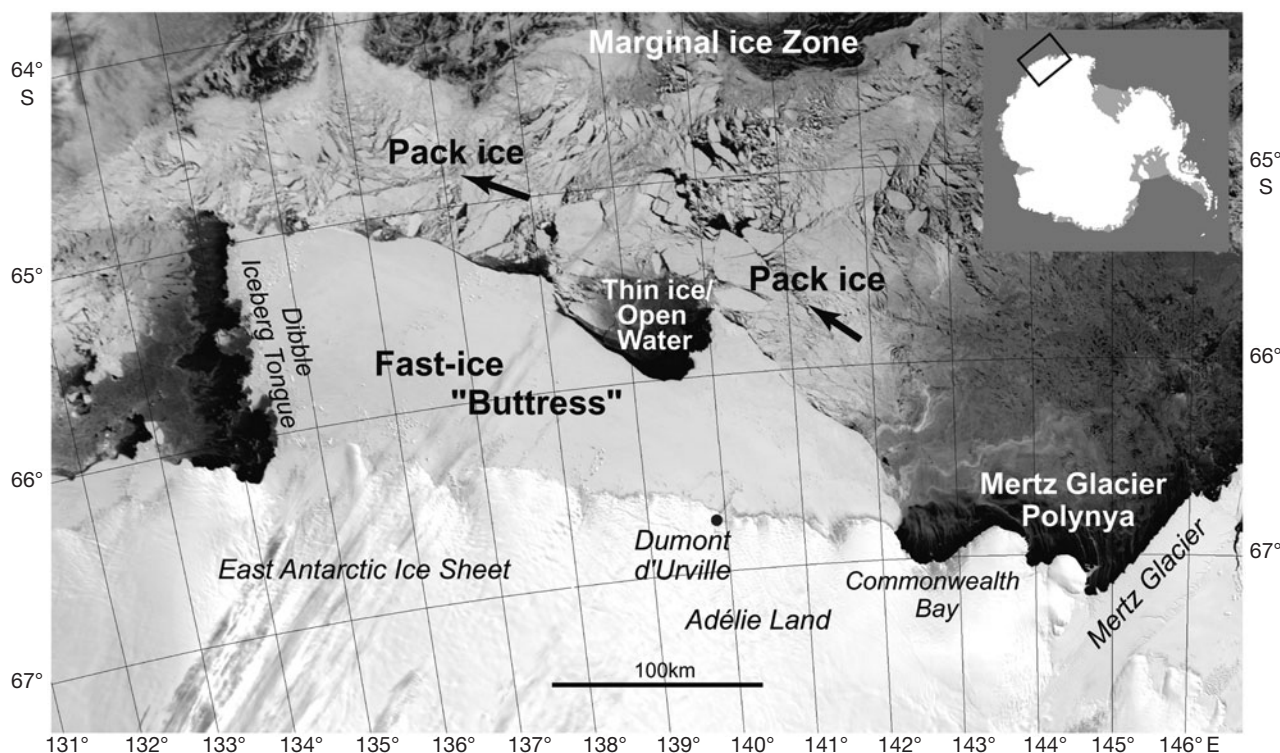 Marginal ice Zone
64°
S
Pack ice
65°
S
65°
Iceberg Tongue
Dibble
Thin ice/
Open
Water
Pack ice
Fast-ice
"Buttress"
66°
66°
Mertz Glacier
Polynya
Dumont
d'Urville
East Antarctic Ice Sheet
Commonwealth
Bay
Mertz Glacier
67°
Adélie Land
100km
67°
131° 132° 133° 134° 135° 136° 137° 138° 139° 140° 141° 142° 143° 144° 145° 146°E